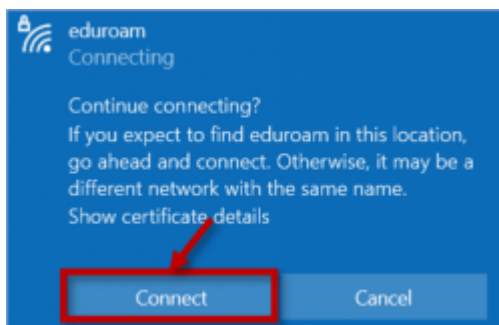 eduroam
Connecting
Continue connecting?
If you expect to find eduroam in this location,
go ahead and connect. Otherwise, it may be a
different network with the same name.
Show certificate details
Connect
Cancel